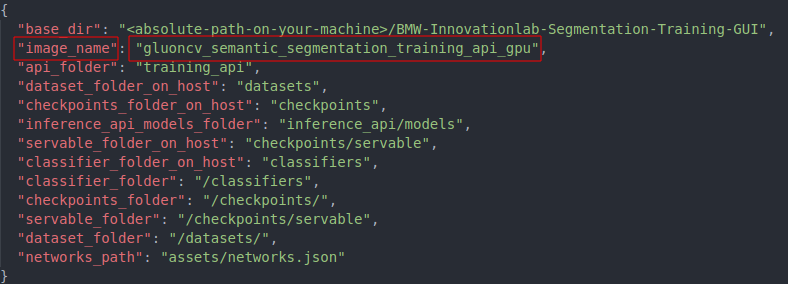 {
"base_dir": "<absolute-path-on-your-machine>/BMW-Innovationlab-Segmentation-Training-GUI",
"image_name": "gluoncv_semantic_segmentation_training_api_gpu",
"api_folder": "training_api",
"dataset_folder_on_host": "datasets",
"checkpoints_folder_on_host": "checkpoints",
"inference_api_models_folder": "inference_api/models",
"servable_folder_on_host": "checkpoints/servable",
"classifier_folder_on_host": "classifiers",
"classifier_folder": "/classifiers",
"checkpoints_folder": "/checkpoints/",
"servable_folder": "/checkpoints/servable",
"dataset_folder": "/datasets/",
"networks_path": "assets/networks.json"
}